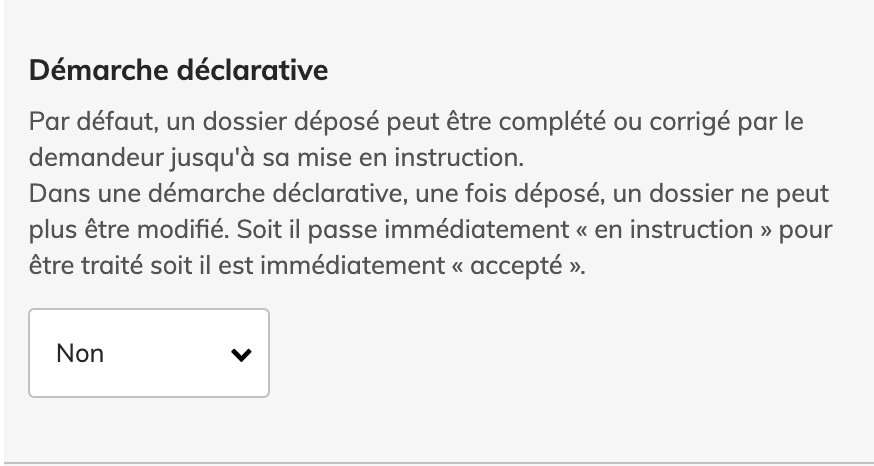 Démarche déclarative
Par défaut, un dossier déposé peut être complété ou corrigé par le
demandeur jusqu'à sa mise en instruction.
Dans une démarche déclarative, une fois déposé, un dossier ne peut
plus être modifié. Soit il passe immédiatement « en instruction » pour
être traité soit il est immédiatement « accepté ».
Non